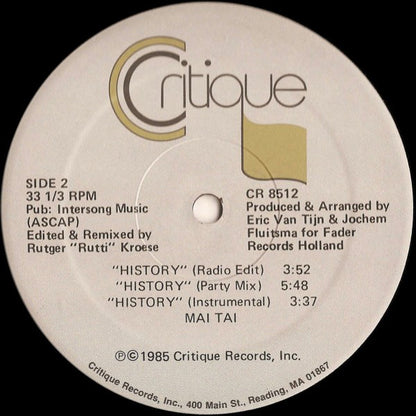 Critique
SIDE 2
33 1/3 RPM
Pub: Intersong Music
(ASCAP)
Edited & Remixed by
Rutger "Rutti" Kroese
CR 8512
Produced & Arranged by
Eric Van Tijn & Jochem
Fluitsma for Fader
Records Holland
"HISTORY" (Radio Edit) 3:52
"HISTORY" (Party Mix) 5:48
"HISTORY" (Instrumental) 3:37
MAI TAI
Ⓟ©1985 Critique Records, Inc.
Critique Records, Inc., 400 Main St., Reading, MA 01867